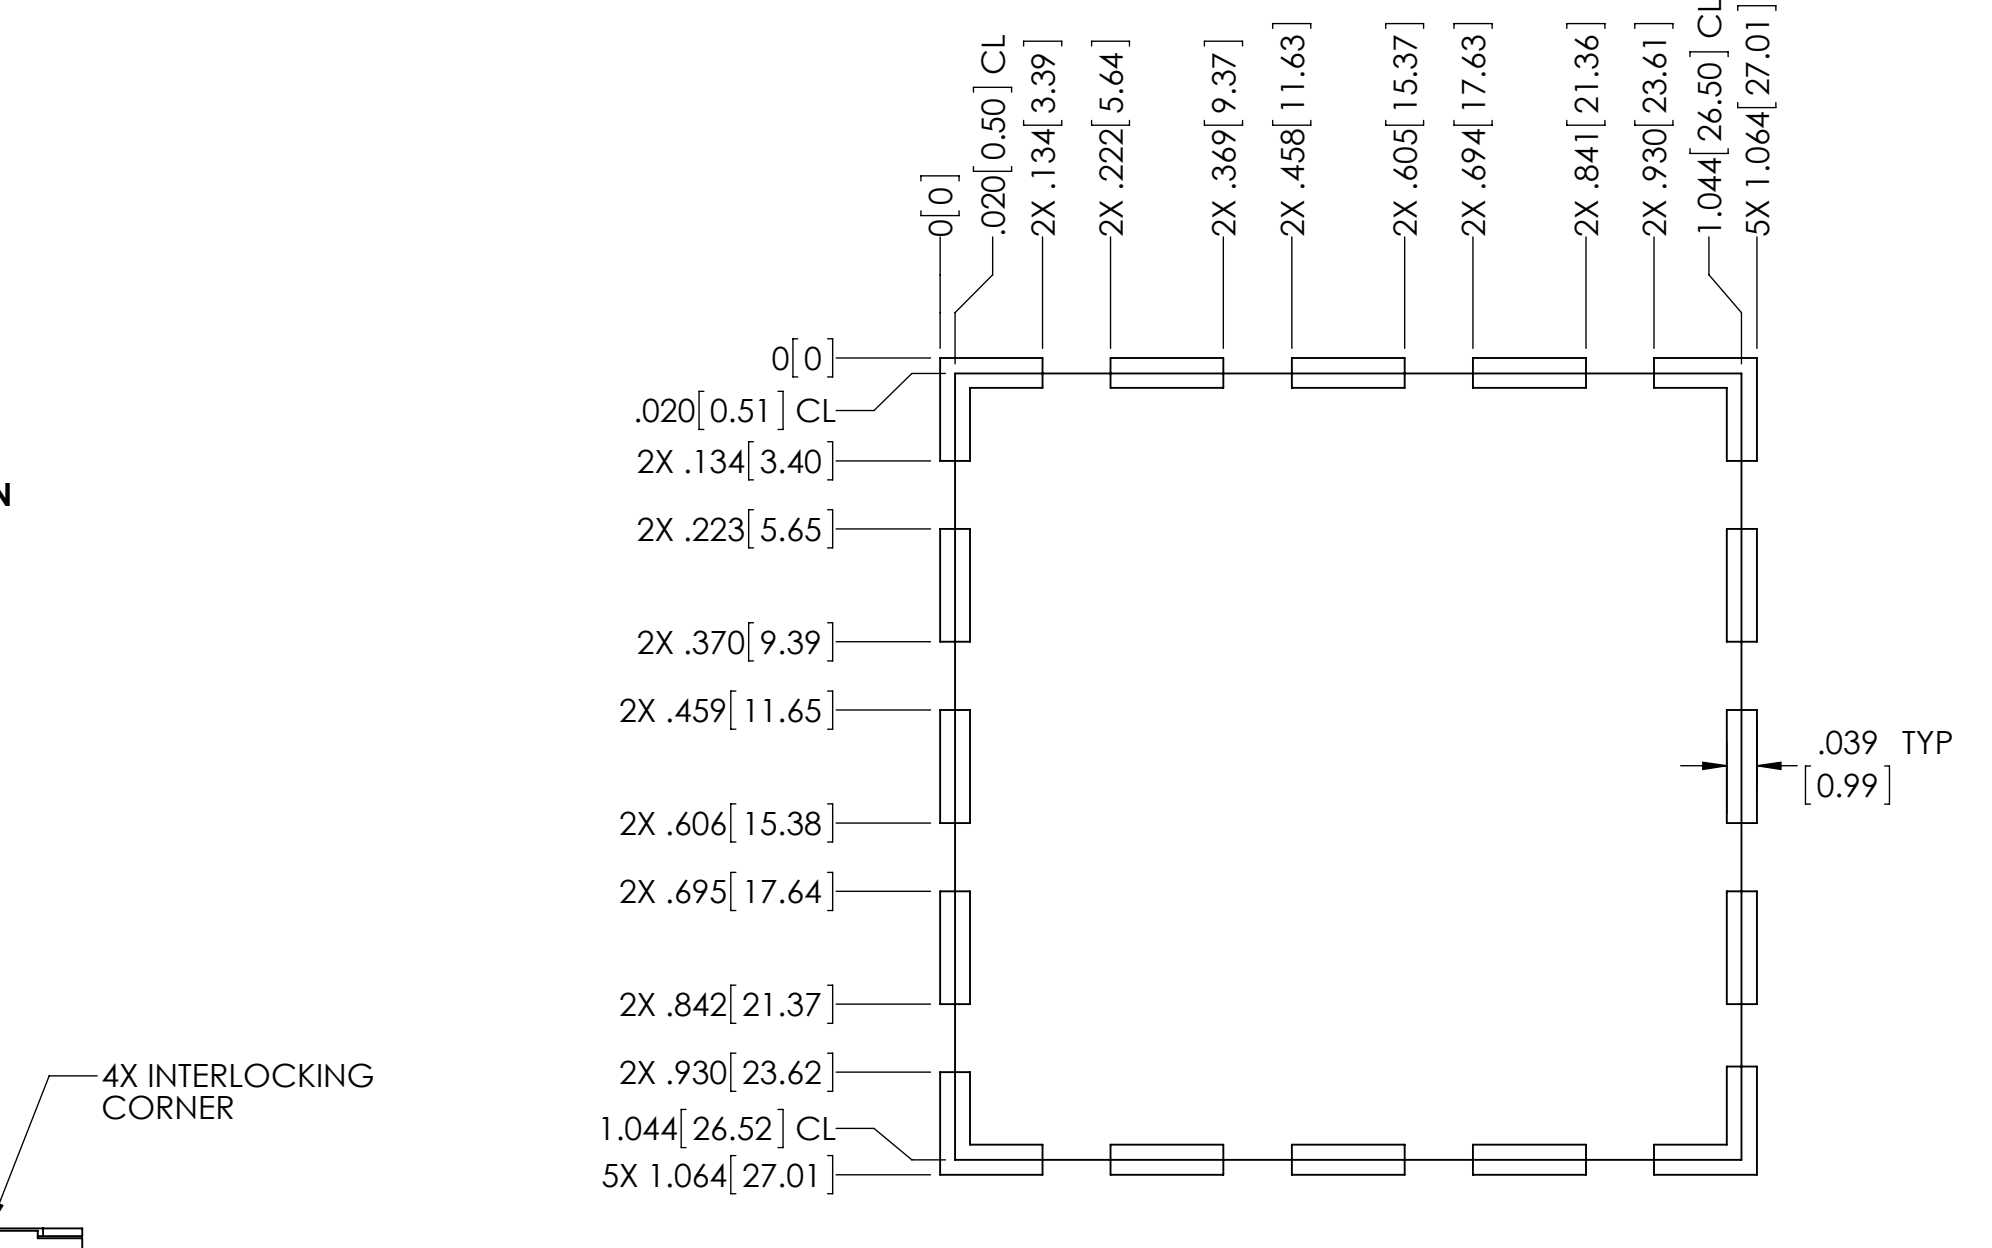 0[0]
.020[0.50] CL
2X .134[3.39]
2X .222[5.64]
2X .369[9.37]
2X .458[11.63]
2X .605[15.37]
2X .694[17.63]
2X .841[21.36]
2X .930[23.61]
1.044[26.50] CL
5X 1.064[27.01]
0[0]
.020[0.51] CL
2X .134[3.40]
N
2X .223[5.65]
2X .370[9.39]
2X .459[11.65]
.039 TYP
[0.99]
2X .606[15.38]
2X .695[17.64]
2X .842[21.37]
2X .930[23.62]
4X INTERLOCKING
CORNER
1.044[26.52] CL
5X 1.064[27.01]